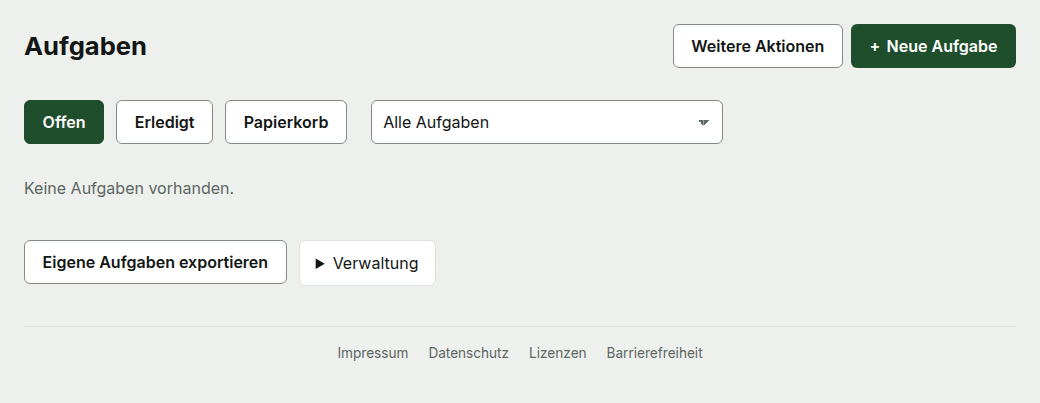 Aufgaben
Weitere Aktionen
+ Neue Aufgabe
Offen
Erledigt
Papierkorb
Alle Aufgaben
Keine Aufgaben vorhanden.
Eigene Aufgaben exportieren
Verwaltung
Impressum Datenschutz Lizenzen Barrierefreiheit